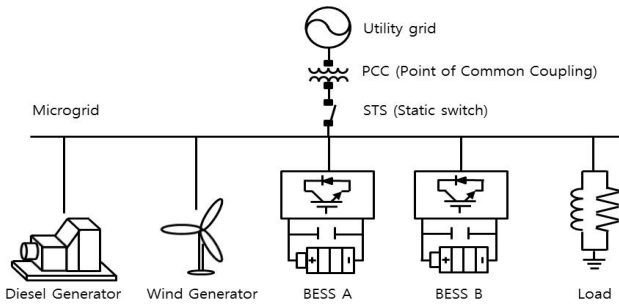 Utility grid
PCC (Point of Common Coupling)
STS (Static switch)
Microgrid
Diesel Generator
Wind Generator
BESS A
BESS B
Load